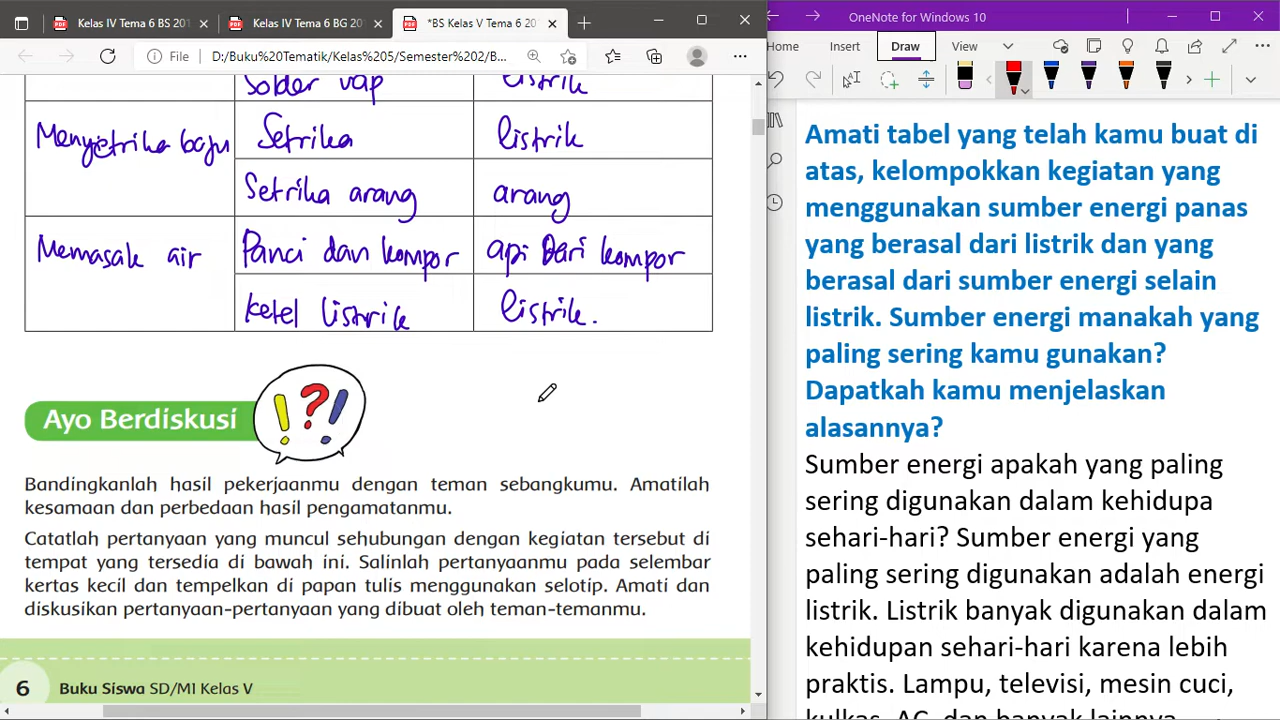 Kelas IV Tema 6 BS 201
Kelas IV Tema 6 BG 201
*BS Kelas V Tema 6 20
File
D:/Buku%20Tematik/Kelas%205/Semester%202/B...
solder uap
listrik
Menyetrika baju
Setrika
listrik
Setrika arang
arang
Memasak air
Panci dan kompor
api Dari kompor
ketel listrik
listrik.
Ayo Berdiskusi
Bandingkanlah hasil pekerjaanmu dengan teman sebangkumu. Amatilah
kesamaan dan perbedaan hasil pengamatanmu.
Catatlah pertanyaan yang muncul sehubungan dengan kegiatan tersebut di
tempat yang tersedia di bawah ini. Salinlah pertanyaanmu pada selembar
kertas kecil dan tempelkan di papan tulis menggunakan selotip. Amati dan
diskusikan pertanyaan-pertanyaan yang dibuat oleh teman-temanmu.
6 Buku Siswa SD/MI Kelas V
OneNote for Windows 10
Home Insert Draw View
Amati tabel yang telah kamu buat di
atas, kelompokkan kegiatan yang
menggunakan sumber energi panas
yang berasal dari listrik dan yang
berasal dari sumber energi selain
listrik. Sumber energi manakah yang
paling sering kamu gunakan?
Dapatkah kamu menjelaskan
alasannya?
Sumber energi apakah yang paling
sering digunakan dalam kehidupa
sehari-hari? Sumber energi yang
paling sering digunakan adalah energi
listrik. Listrik banyak digunakan dalam
kehidupan sehari-hari karena lebih
praktis. Lampu, televisi, mesin cuci,
kulkas, AC, dan banyak lainnya